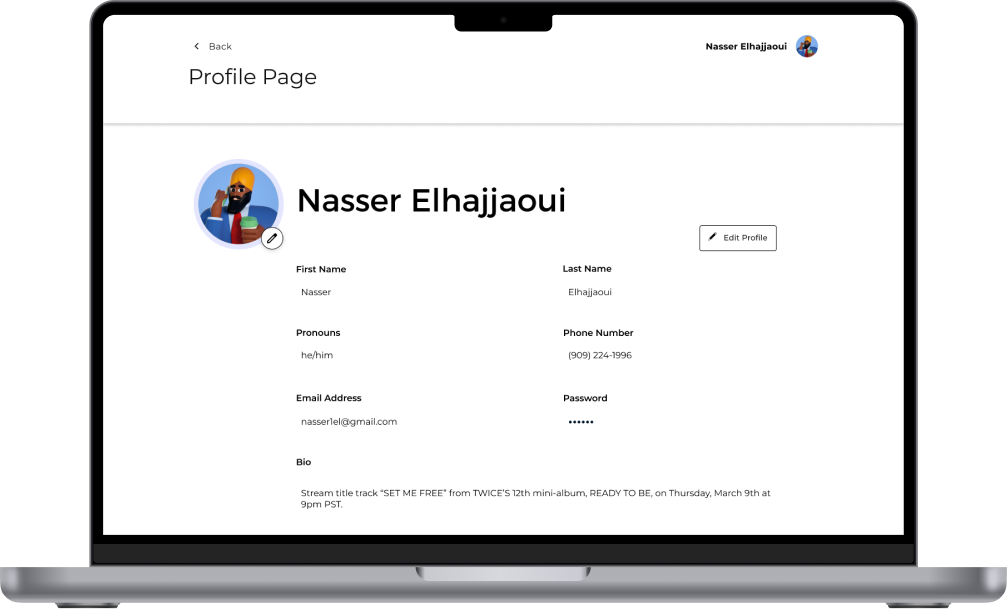 Back
Nasser Elhajjaoui
Profile Page
Nasser Elhajjaoui
Edit Profile
First Name
Last Name
Nasser
Elhajjaoui
Pronouns
Phone Number
he/him
(909) 224-1996
Email Address
Password
nasser1el@gmail.com
••••••
Bio
Stream title track “SET ME FREE” from TWICE’S 12th mini-album, READY TO BE, on Thursday, March 9th at
9pm PST.